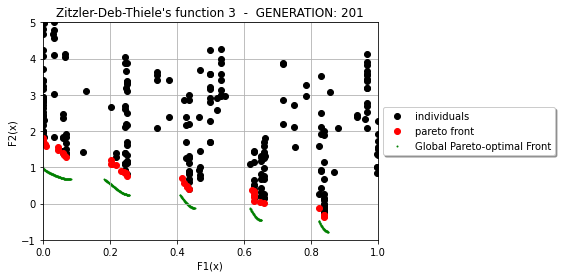 Zitzler-Deb-Thiele's function 3 - GENERATION: 201
5
4
3
2
1
0
−1
F2(x)
0.0 0.2 0.4 0.6 0.8 1.0
F1(x)
individuals
pareto front
Global Pareto-optimal Front